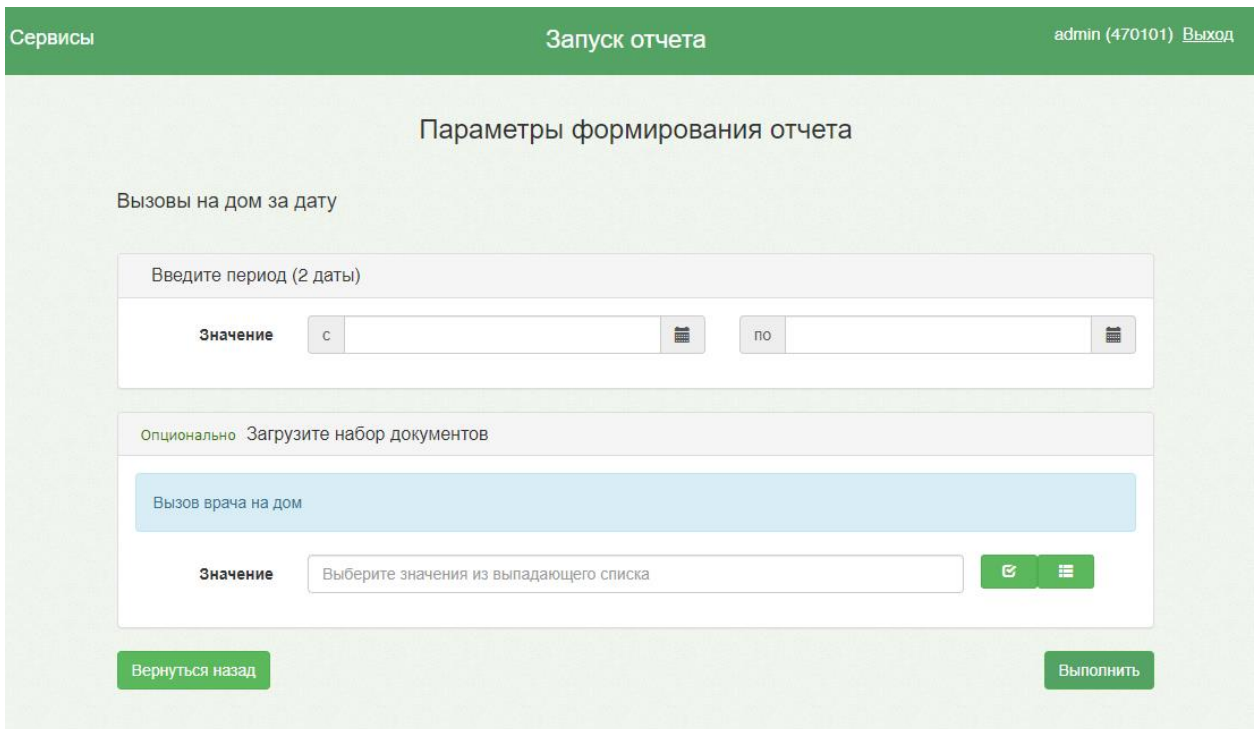 Сервисы Запуск отчета admin (470101) Выход
Параметры формирования отчета
Вызовы на дом за дату
Введите период (2 даты)
Значение с по
Опционально Загрузите набор документов
Вызов врача на дом
Значение Выберите значения из выпадающего списка
Вернуться назад Выполнить